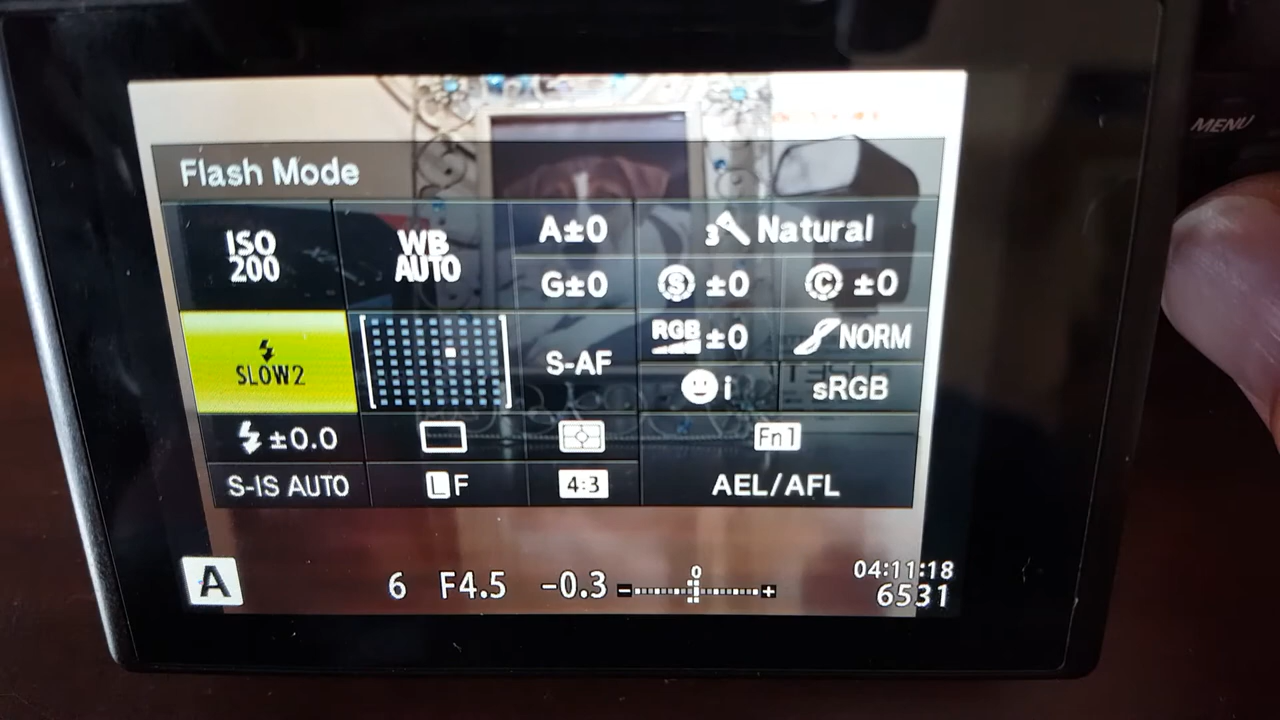 MENU
Flash Mode
ISO 200
WB AUTO
A±0
G±0
3 Natural
S ±0
C ±0
SLOW2
S-AF
RGB ±0
NORM
i
sRGB
±0.0
Fn1
S-IS AUTO
L F
4:3
AEL/AFL
A
6 F4.5 -0.3 - 0 +
04:11:18
6531